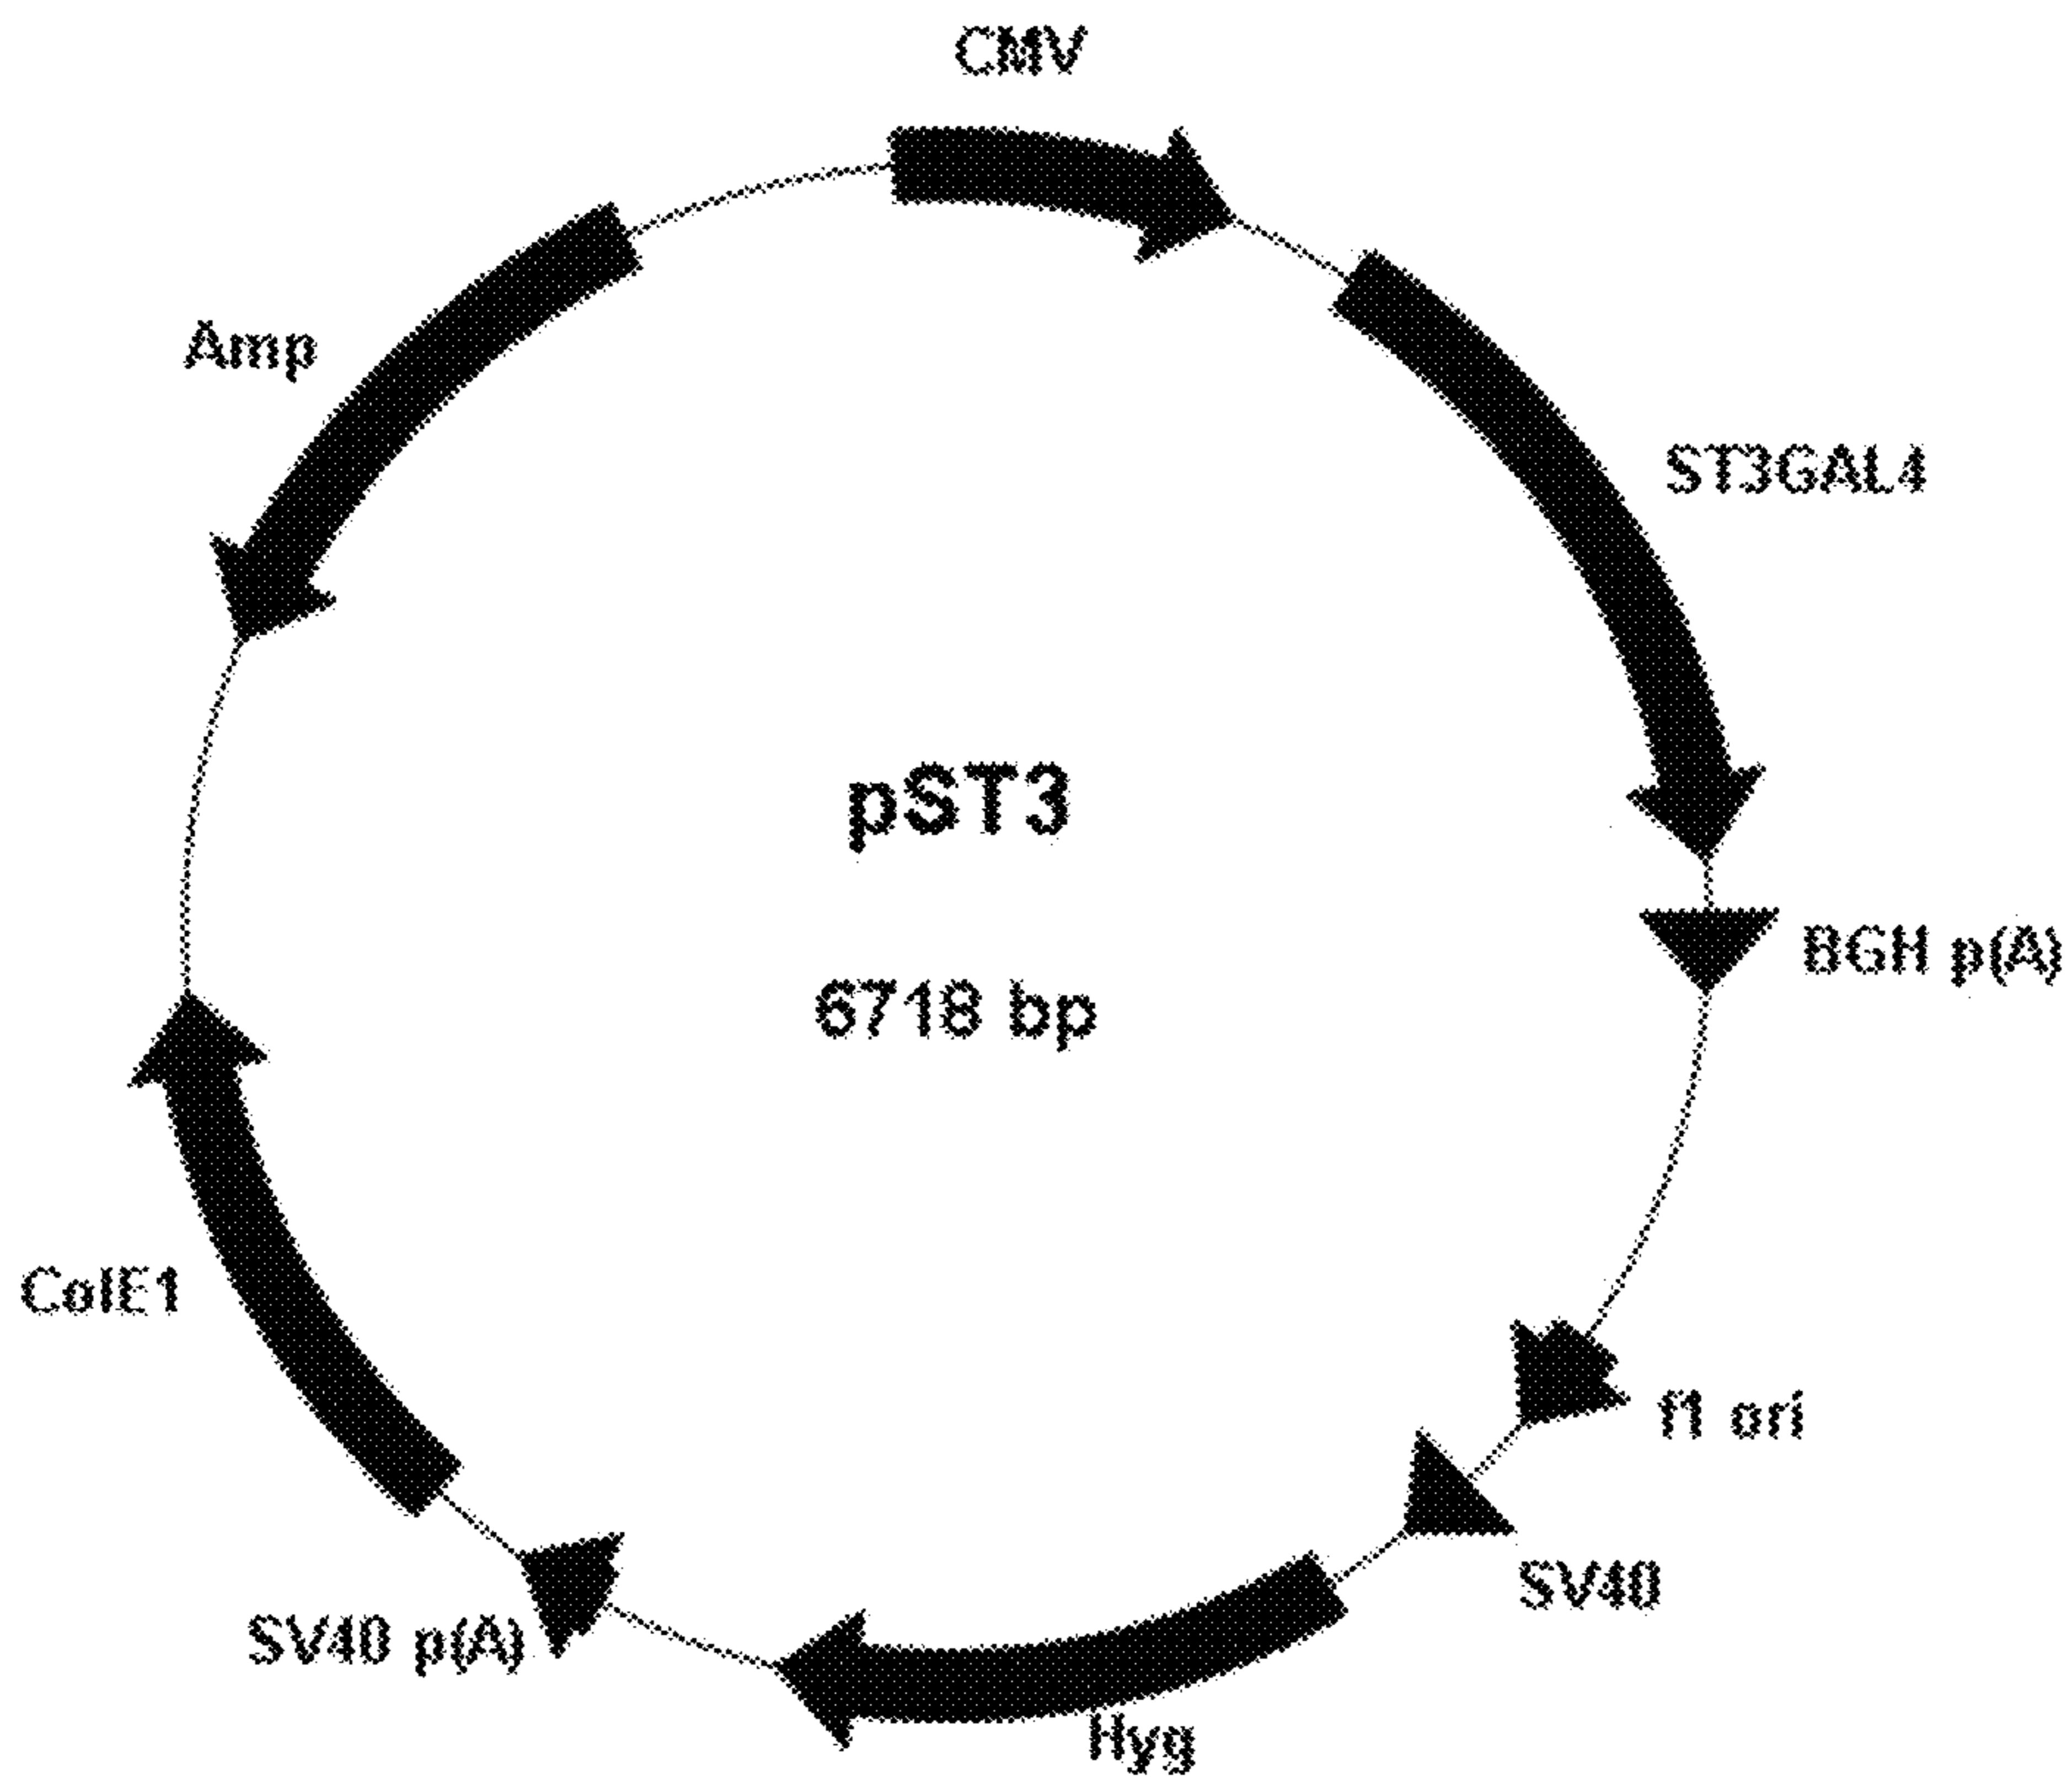 CMV
Amp
ST3GAL4
pST3
BGH p(A)
6718 bp
ColE1
f1 ori
SV40
SV40 p(A)
Hyg